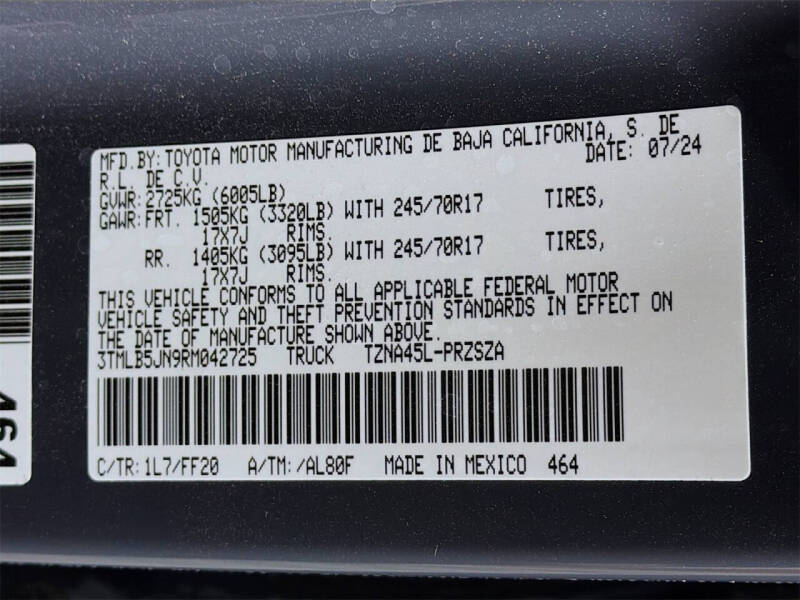 MFD.BY: TOYOTA MOTOR MANUFACTURING DE BAJA CALIFORNIA, S. DE
R.L. DE C.V. DATE: 07/24
GVWR: 2725KG (6005LB)
GAWR: FRT. 1505KG (3320LB) WITH 245/70R17 TIRES,
17X7J RIMS.
RR. 1405KG (3095LB) WITH 245/70R17 TIRES,
17X7J RIMS.
THIS VEHICLE CONFORMS TO ALL APPLICABLE FEDERAL MOTOR
VEHICLE SAFETY AND THEFT PREVENTION STANDARDS IN EFFECT ON
THE DATE OF MANUFACTURE SHOWN ABOVE.
3TMLB5JN9RM042725 TRUCK TZNA45L-PRZSZA
C/TR: 1L7/FF20 A/TM: /AL80F MADE IN MEXICO 464
464